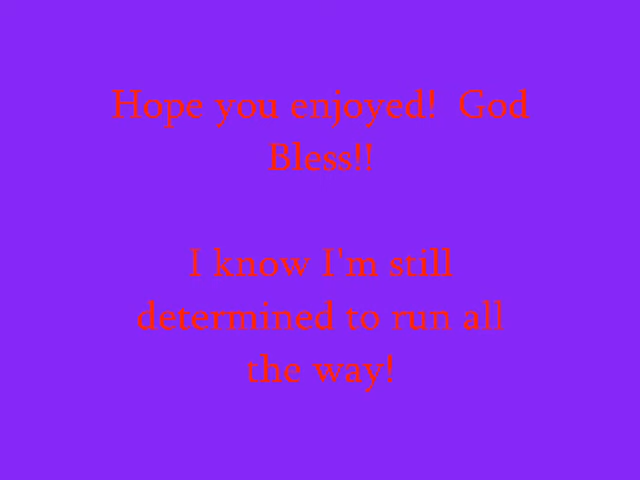 Hope you enjoyed!  God
Bless!!
I know I'm still
determined to run all
the way!